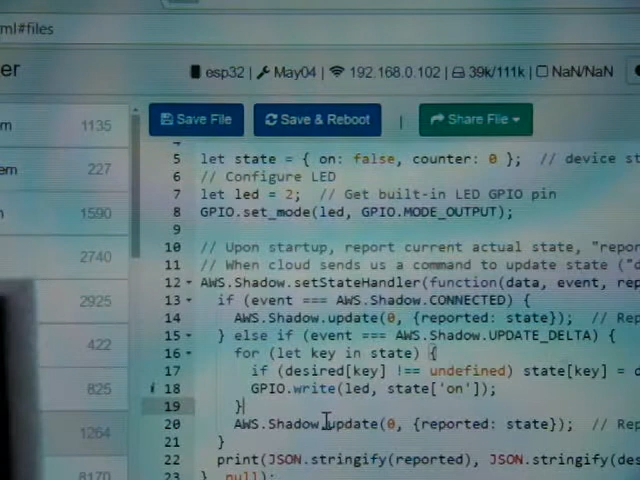 ml#files
er
esp32 | May04 | 192.168.0.102 | 39k/111k | NaN/NaN
Save File Save & Reboot | Share File
1135
227
1590
2740
2925
422
825
1264
8170
5 let state = { on: false, counter: 0 }; // device st
6 // Configure LED
7 let led = 2; // Get built-in LED GPIO pin
8 GPIO.set_mode(led, GPIO.MODE_OUTPUT);
9
10 // Upon startup, report current actual state, "repor
11 // When cloud sends us a command to update state ("d
12 AWS.Shadow.setStateHandler(function(data, event, rep
13 if (event === AWS.Shadow.CONNECTED) {
14 AWS.Shadow.update(0, {reported: state}); // Rep
15 } else if (event === AWS.Shadow.UPDATE_DELTA) {
16 for (let key in state) {
17 if (desired[key] !== undefined) state[key] = d
i 18 GPIO.write(led, state['on']);
19 }
20 AWS.Shadow.update(0, {reported: state}); // Rep
21 }
22 print(JSON.stringify(reported), JSON.stringify(des
23 }, null);